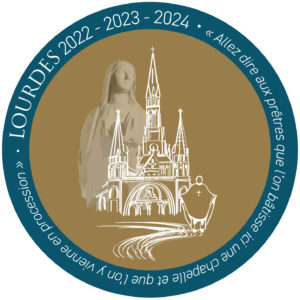 LOURDES 2022 - 2023 - 2024 • « Allez dire aux prêtres que l'on bâtisse ici une chapelle et que l'on y vienne en procession » •